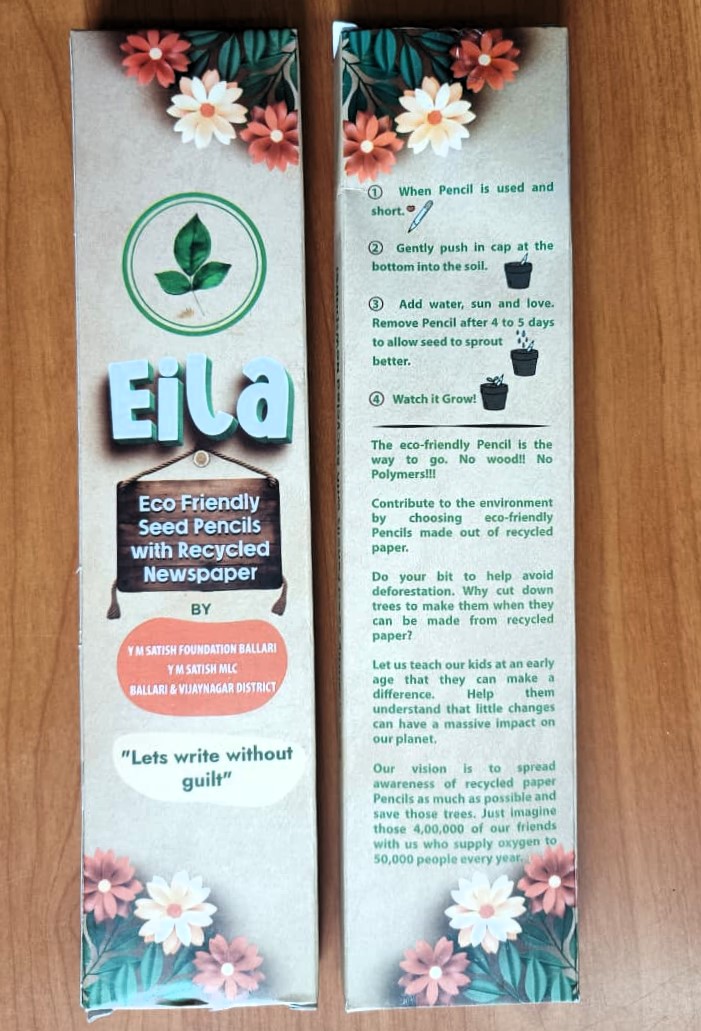 Eila
Eco Friendly
Seed Pencils
with Recycled
Newspaper
BY
Y M SATISH FOUNDATION BALLARI
Y M SATISH MLC
BALLARI & VIJAYNAGAR DISTRICT
"Lets write without
guilt"
① When Pencil is used and
short.
② Gently push in cap at the
bottom into the soil.
③ Add water, sun and love.
Remove Pencil after 4 to 5 days
to allow seed to sprout
better.
④ Watch it Grow!
The eco-friendly Pencil is the
way to go. No wood!! No
Polymers!!!
Contribute to the environment
by choosing eco-friendly
Pencils made out of recycled
paper.
Do your bit to help avoid
deforestation. Why cut down
trees to make them when they
can be made from recycled
paper?
Let us teach our kids at an early
age that they can make a
difference. Help them
understand that little changes
can have a massive impact on
our planet.
Our vision is to spread
awareness of recycled paper
Pencils as much as possible and
save those trees. Just imagine
those 4,00,000 of our friends
with us who supply oxygen to
50,000 people every year.